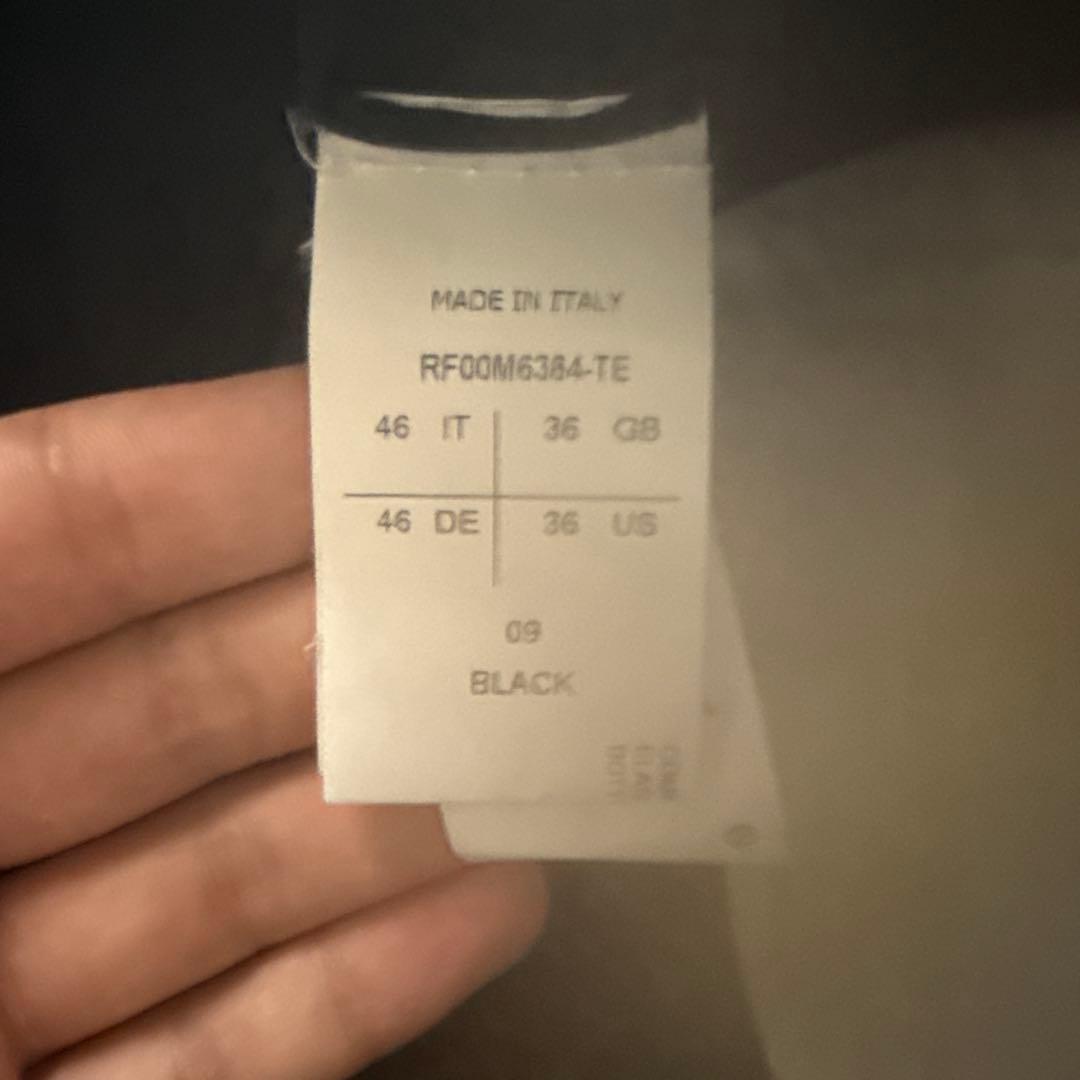 MADE IN ITALY
RF00M6384-TE
46 IT 36 GB
46 DE 36 US
09
BLACK